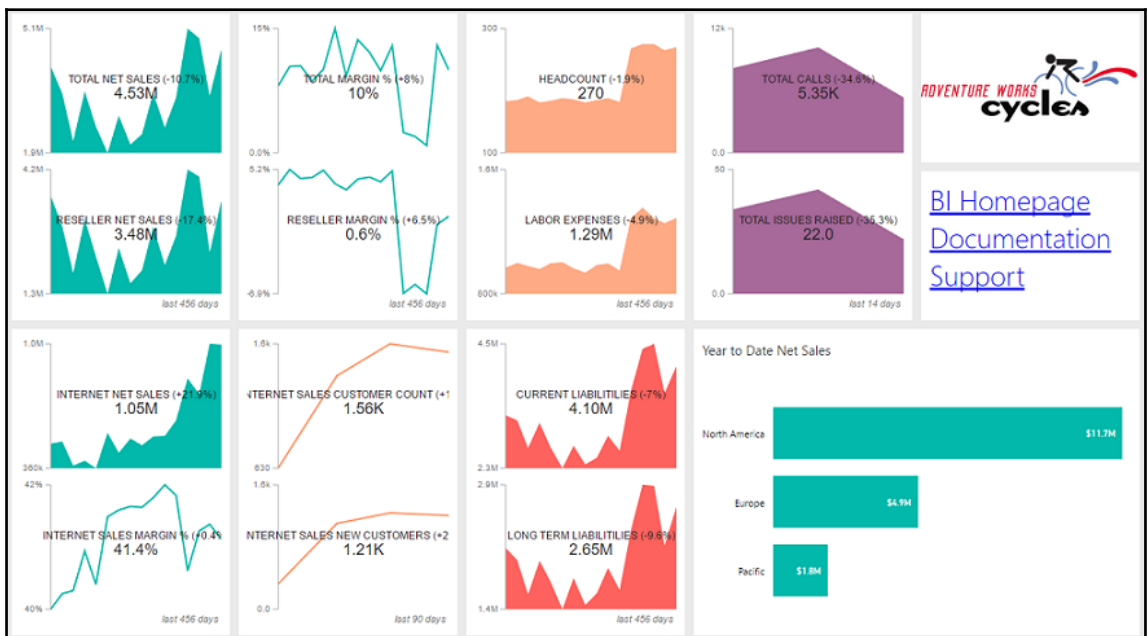 5.1M
TOTAL NET SALES (-10.7%)
4.53M
1.9M
4.2M
RESELLER NET SALES (-17.4%)
3.48M
1.3M
last 456 days
15%
TOTAL MARGIN % (+8%)
10%
0.0%
5.2%
RESELLER MARGIN % (+6.5%)
0.6%
-6.9%
last 456 days
300
HEADCOUNT (-1.9%)
270
100
1.6M
LABOR EXPENSES (-4.9%)
1.29M
800k
last 456 days
12k
TOTAL CALLS (-34.6%)
5.35K
0.0
50
TOTAL ISSUES RAISED (-35.3%)
22.0
0.0
last 14 days
ADVENTURE WORKS
cycles
BI Homepage
Documentation
Support
1.0M
INTERNET NET SALES (+21.9%)
1.05M
360k
42%
INTERNET SALES MARGIN % (+0.4%
41.4%
40%
last 456 days
1.6k
NTERNET SALES CUSTOMER COUNT (+1
1.56K
630
1.6k
NTERNET SALES NEW CUSTOMERS (+2
1.21K
0.0
last 90 days
4.5M
CURRENT LIABILITILIES (-7%)
4.10M
2.3M
2.9M
LONG TERM LIABILITILIES (-9.6%)
2.65M
1.4M
last 456 days
Year to Date Net Sales
North America
$11.7M
Europe
$4.9M
Pacific
$1.8M